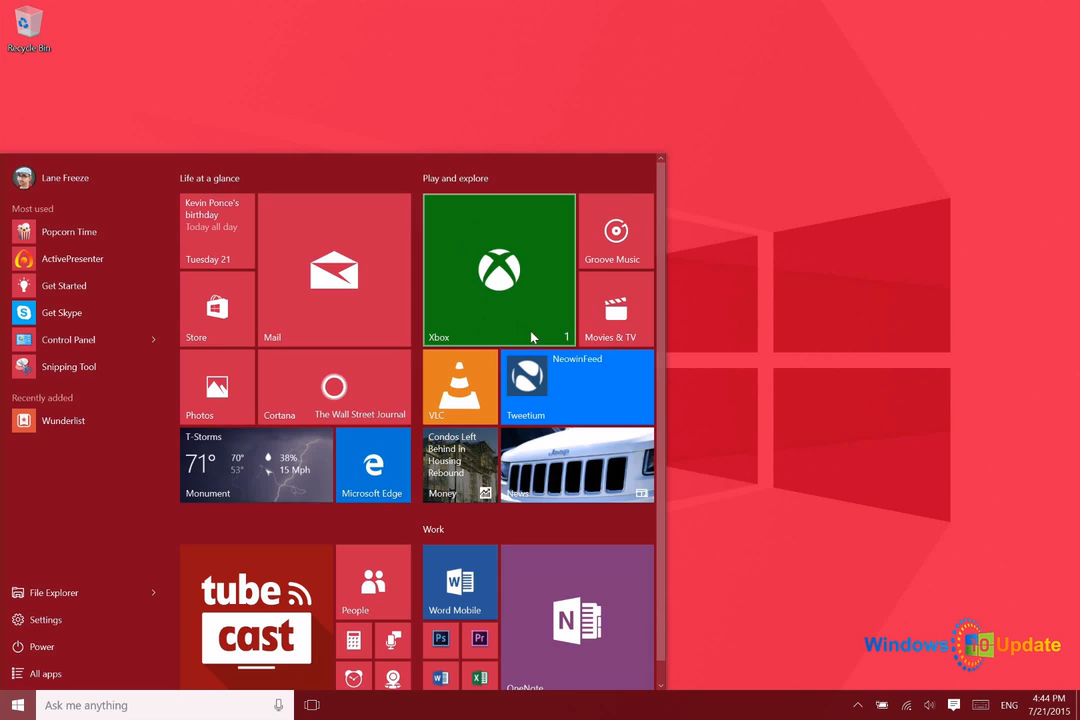 Recycle Bin
Lane Freeze
Most used
Popcorn Time
ActivePresenter
Get Started
Get Skype
Control Panel
Snipping Tool
Recently added
Wunderlist
File Explorer
Settings
Power
All apps
Life at a glance
Kevin Ponce's
birthday
Today all day
Tuesday 21
Mail
Store
Photos
Cortana
The Wall Street Journal
T-Storms
71°
70°
53°
38%
15 Mph
Monument
Microsoft Edge
tube
cast
People
Play and explore
Xbox
1
Groove Music
Movies & TV
VLC
NeowinFeed
Tweetium
Condos Left
Behind in
Housing
Rebound
Money
Jeep
News
Work
Word Mobile
Ps
Pr
OneNote
Windows 10 Update
Ask me anything
ENG
4:44 PM
7/21/2015